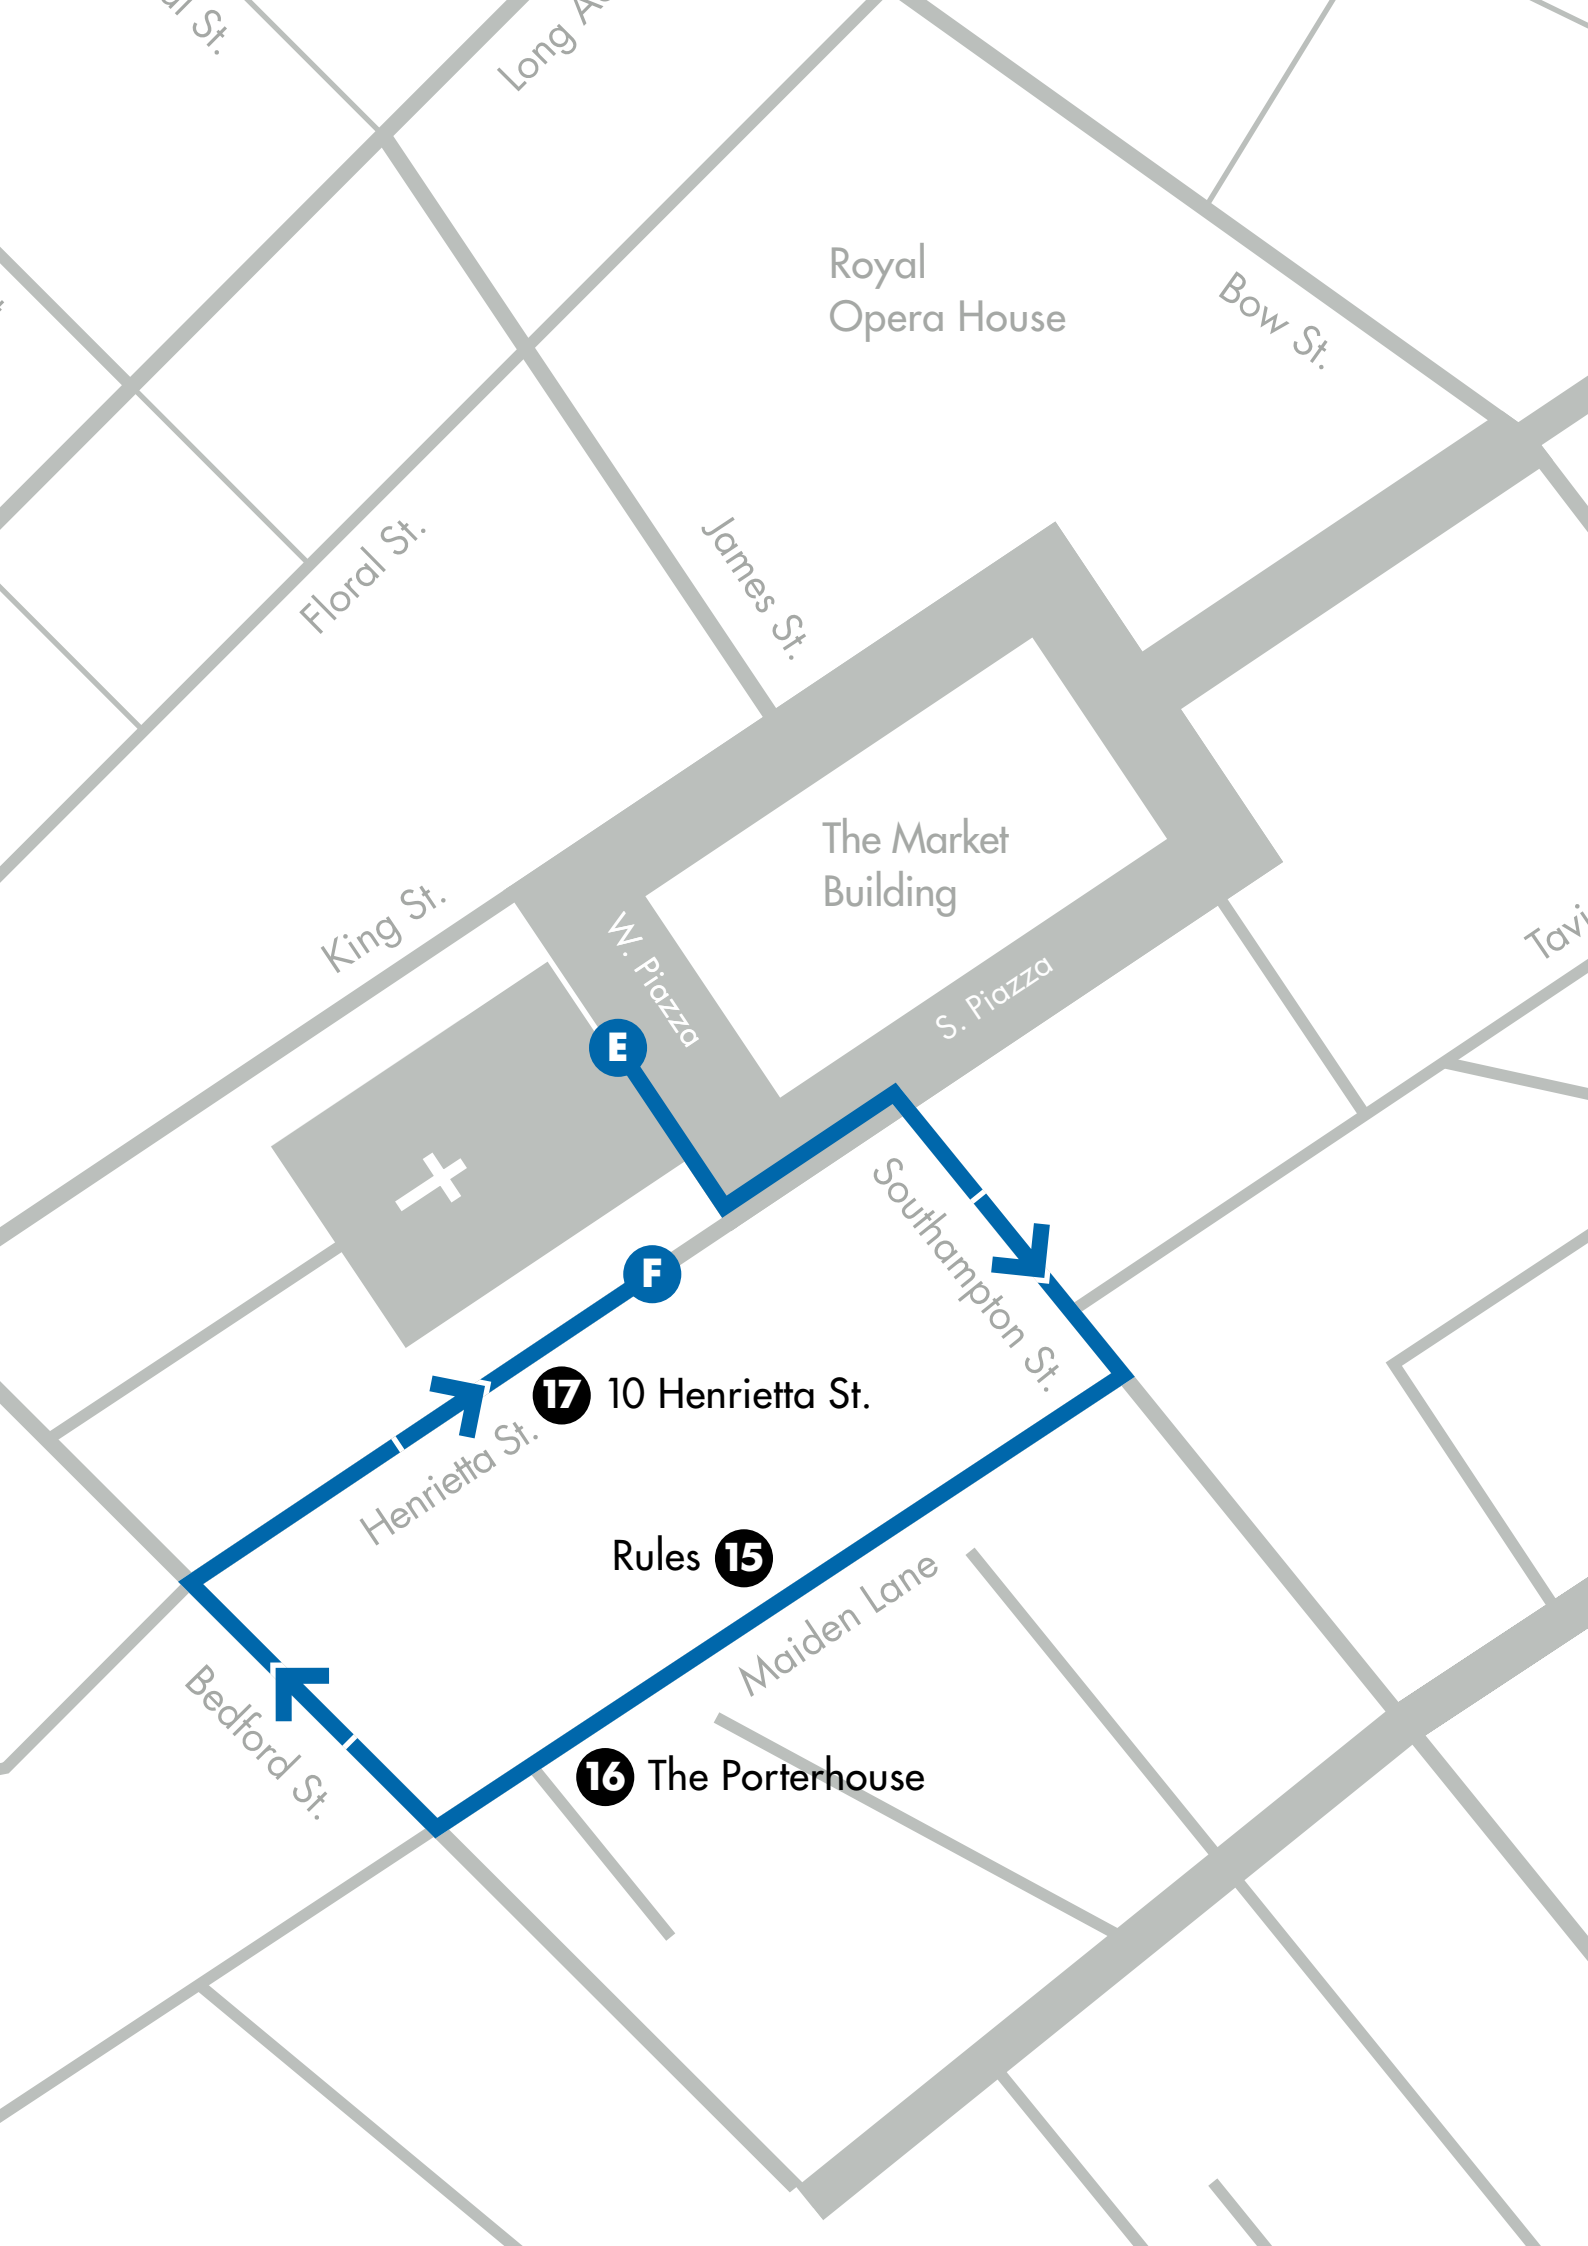 St.
Long
Royal
Opera House
Bow St.
Floral St.
James St.
The Market
Building
King St.
W. Piazza
S. Piazza
E
Southampton St.
F
17 10 Henrietta St.
Henrietta St.
Rules 15
Maiden Lane
Bedford St.
16 The Porterhouse